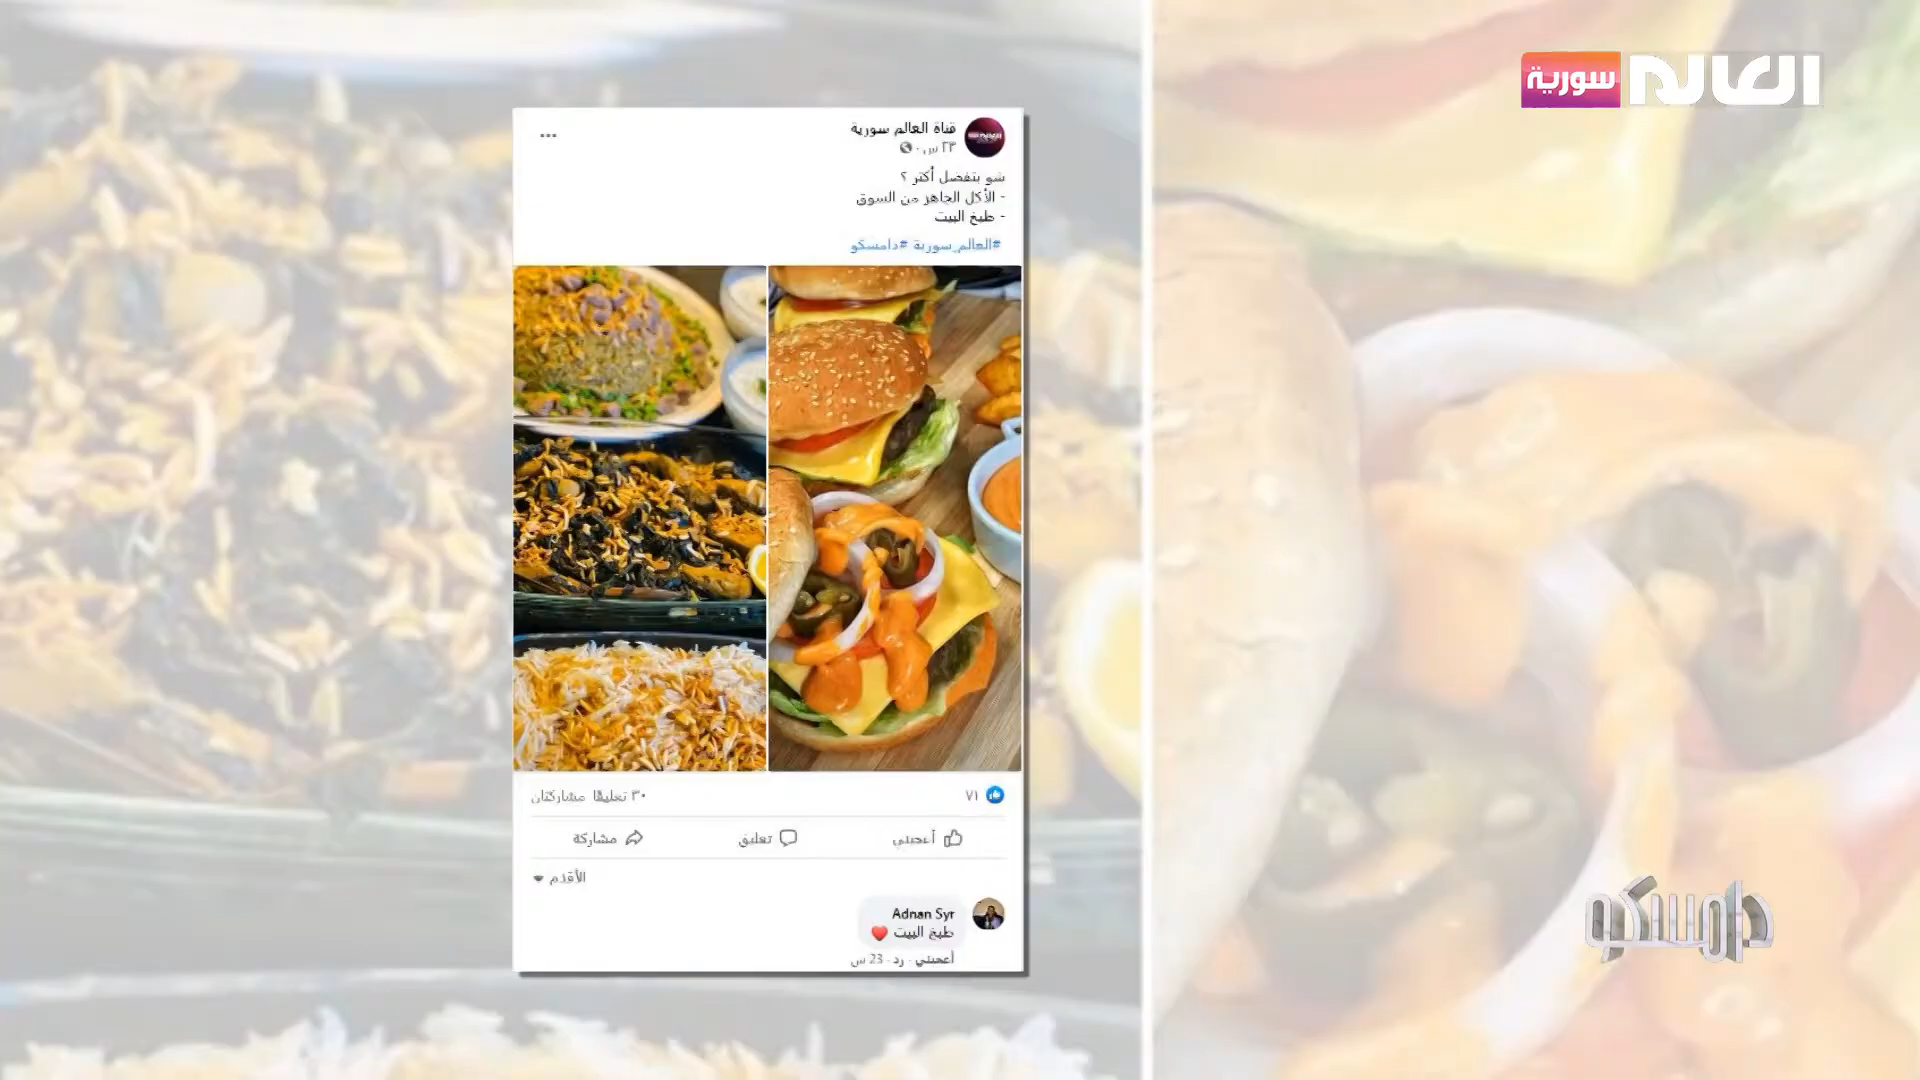 العالم سورية
قناة العالم سورية
٢٣ س ·
شو بتفضل أكتر ؟
- الأكل الجاهز من السوق
- طبخ البيت
#العالم_سورية #دامسكو
٧١
٣٠ تعليقًا مشاركتان
أعجبني
تعليق
مشاركة
الأقدم
Adnan Syr
طبخ البيت ❤️
أعجبني · رد · 23 س
دامسكو